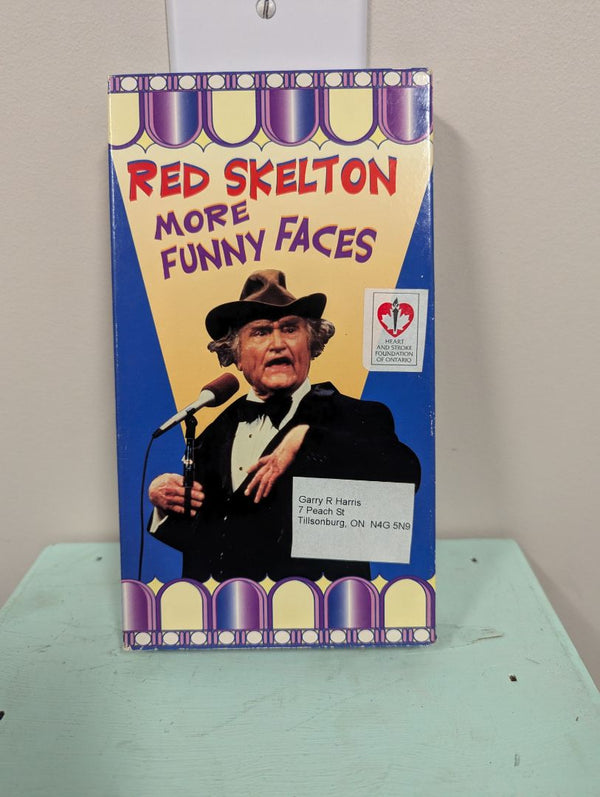 RED SKELTON
MORE
FUNNY FACES
HEART
AND STROKE
FOUNDATION
OF ONTARIO
Garry R Harris
7 Peach St
Tillsonburg, ON N4G 5N9